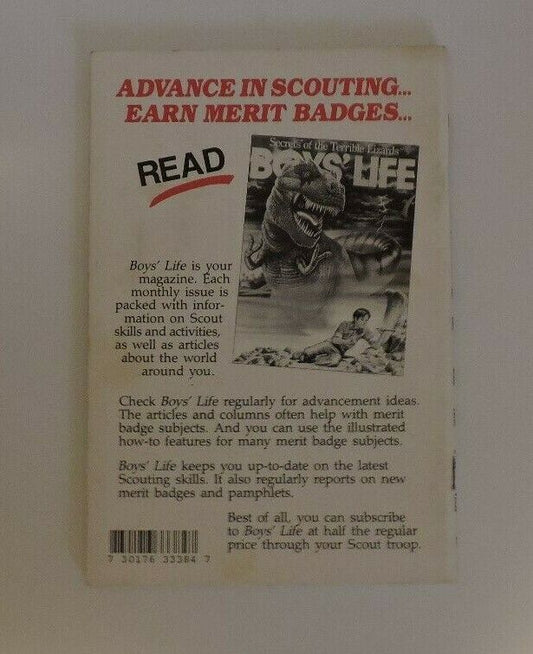 ADVANCE IN SCOUTING...
EARN MERIT BADGES...
READ
Secrets of the Terrible Lizards
BOYS' LIFE
Boys' Life is your
magazine. Each
monthly issue is
packed with infor-
mation on Scout
skills and activities,
as well as articles
about the world
around you.
Check Boys' Life regularly for advancement ideas.
The articles and columns often help with merit
badge subjects. And you can use the illustrated
how-to features for many merit badge subjects.
Boys' Life keeps you up-to-date on the latest
Scouting skills. It also regularly reports on new
merit badges and pamphlets.
Best of all, you can subscribe
to Boys' Life at half the regular
price through your Scout troop.
7 30176 33384 7